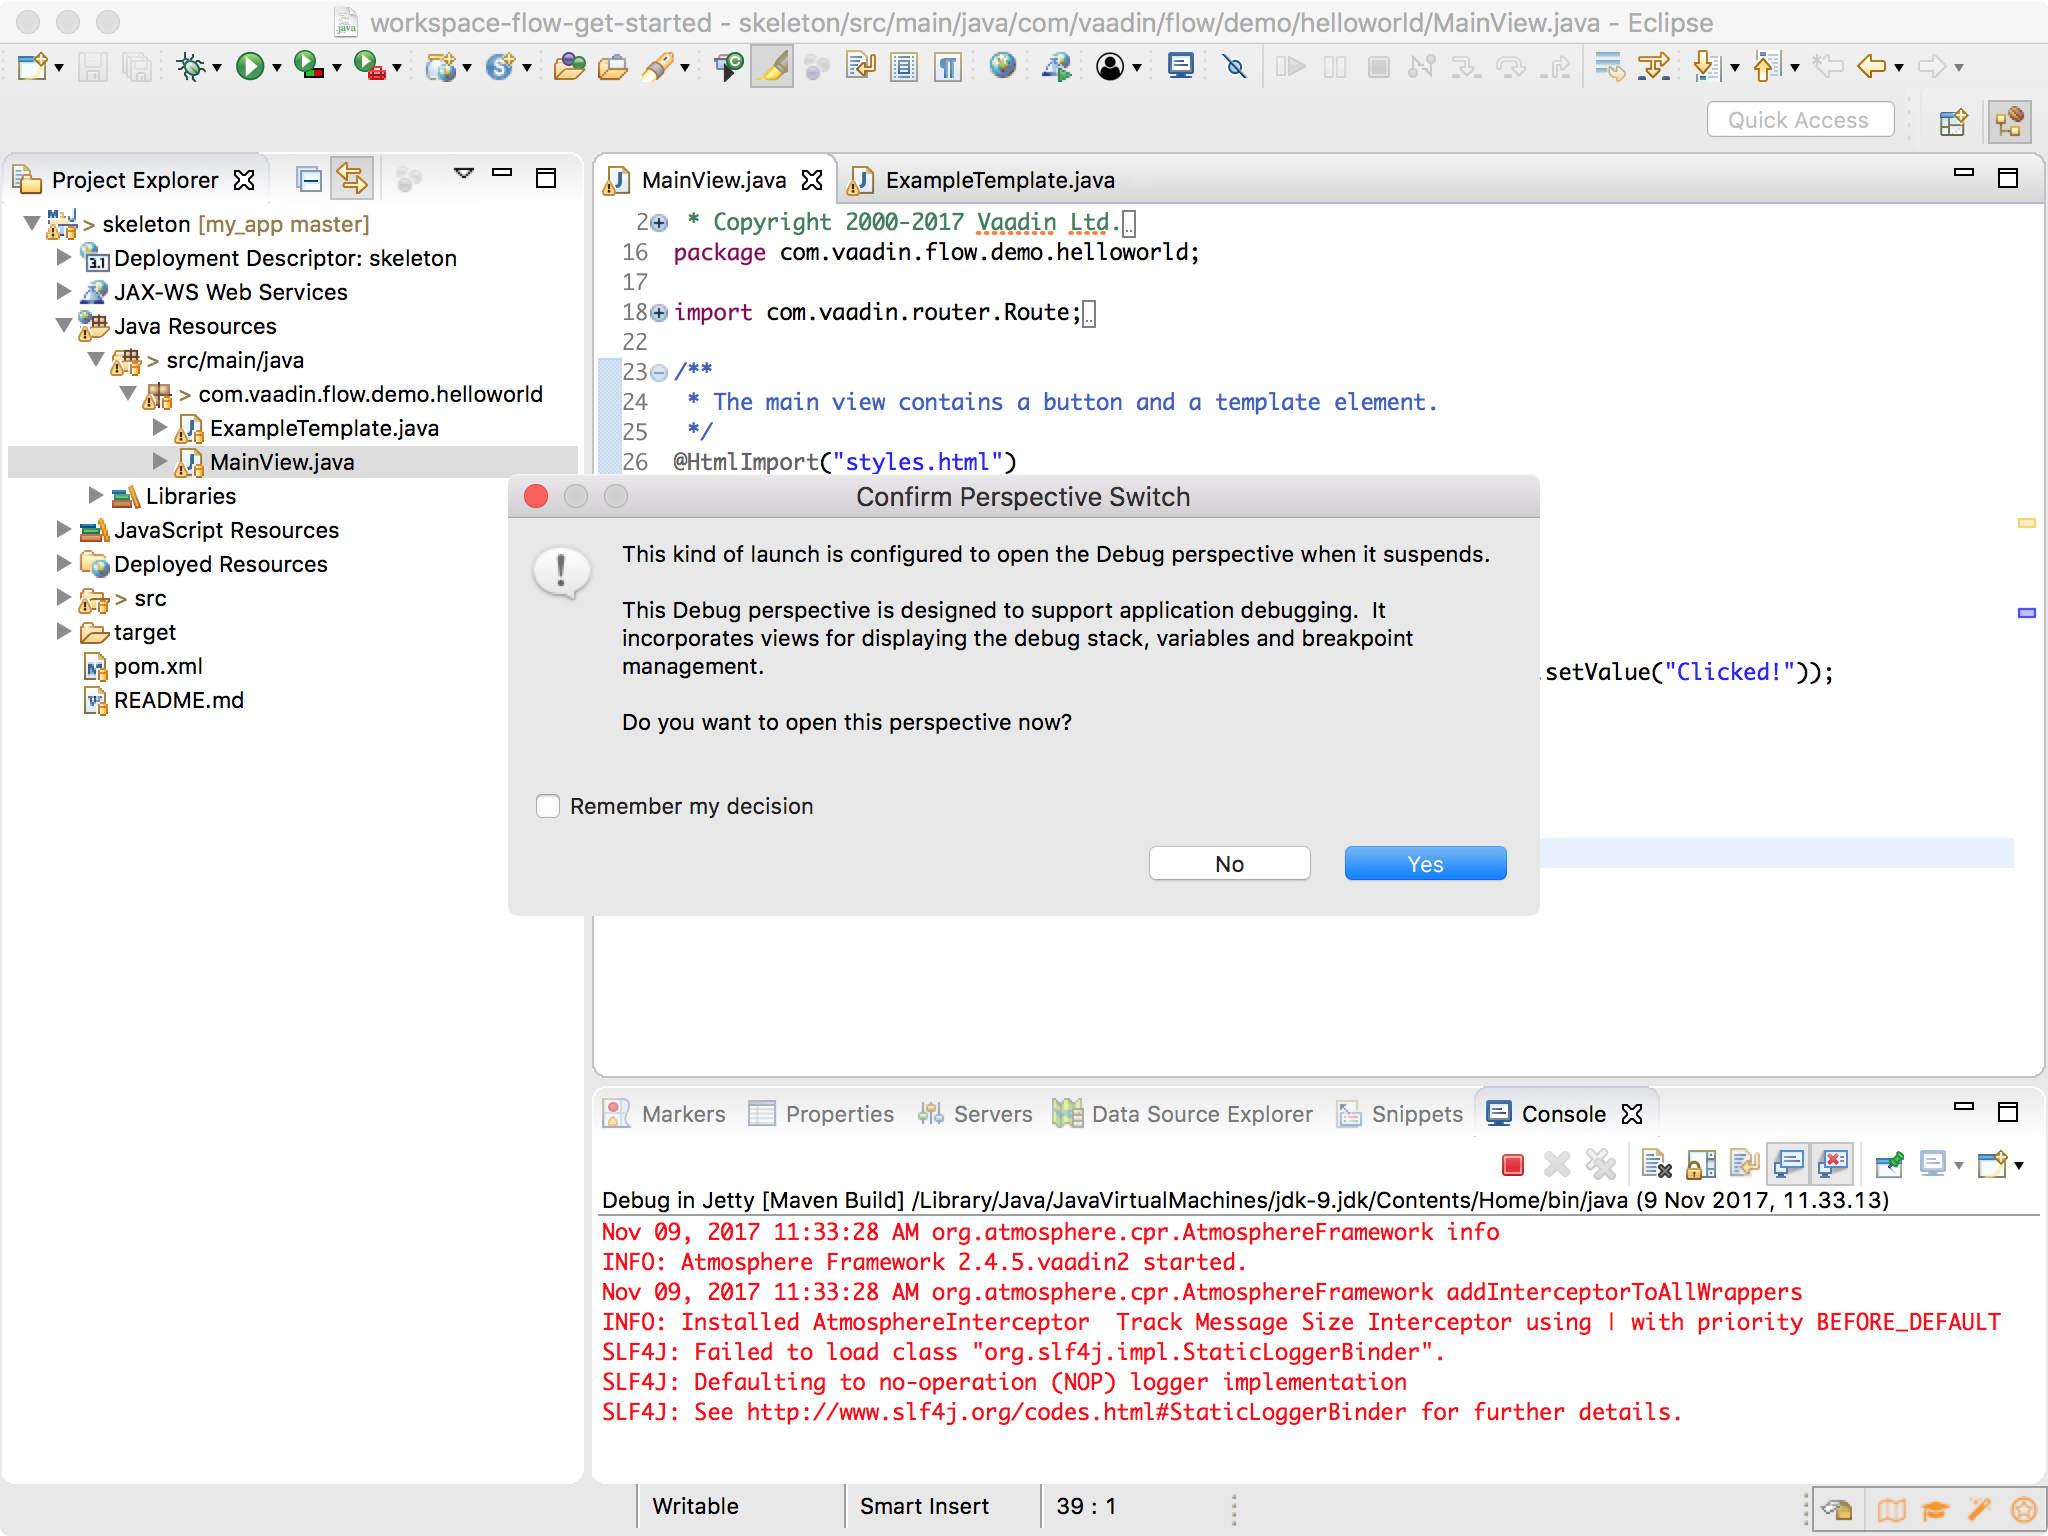 workspace-flow-get-started - skeleton/src/main/java/com/vaadin/flow/demo/helloworld/MainView.java - Eclipse
Quick Access
Project Explorer
> skeleton [my_app master]
Deployment Descriptor: skeleton
JAX-WS Web Services
Java Resources
> src/main/java
> com.vaadin.flow.demo.helloworld
ExampleTemplate.java
MainView.java
Libraries
JavaScript Resources
Deployed Resources
> src
target
pom.xml
README.md
MainView.java
ExampleTemplate.java
2 * Copyright 2000-2017 Vaadin Ltd.
16 package com.vaadin.flow.demo.helloworld;
17
18 import com.vaadin.router.Route;
22
23 /**
24 * The main view contains a button and a template element.
25 */
26 @HtmlImport("styles.html")
.setValue("Clicked!"));
Confirm Perspective Switch
This kind of launch is configured to open the Debug perspective when it suspends.
This Debug perspective is designed to support application debugging. It
incorporates views for displaying the debug stack, variables and breakpoint
management.
Do you want to open this perspective now?
Remember my decision
No
Yes
Markers
Properties
Servers
Data Source Explorer
Snippets
Console
Debug in Jetty [Maven Build] /Library/Java/JavaVirtualMachines/jdk-9.jdk/Contents/Home/bin/java (9 Nov 2017, 11.33.13)
Nov 09, 2017 11:33:28 AM org.atmosphere.cpr.AtmosphereFramework info
INFO: Atmosphere Framework 2.4.5.vaadin2 started.
Nov 09, 2017 11:33:28 AM org.atmosphere.cpr.AtmosphereFramework addInterceptorToAllWrappers
INFO: Installed AtmosphereInterceptor  Track Message Size Interceptor using | with priority BEFORE_DEFAULT
SLF4J: Failed to load class "org.slf4j.impl.StaticLoggerBinder".
SLF4J: Defaulting to no-operation (NOP) logger implementation
SLF4J: See http://www.slf4j.org/codes.html#StaticLoggerBinder for further details.
Writable
Smart Insert
39 : 1